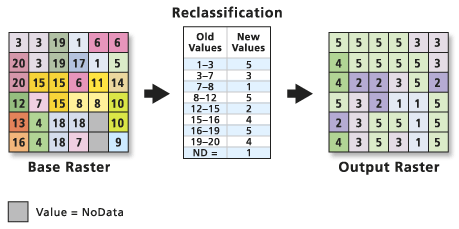 Reclassification
3 3 19 1 6 6
20 3 19 17 1 5
20 15 15 6 11 14
12 7 15 8 8 10
13 4 18 18 10
16 4 18 7 9
Base Raster
Old Values New Values
1–3 5
3–7 3
7–8 1
8–12 5
12–15 2
15–16 4
16–19 5
19–20 4
ND = 1
5 5 5 5 3 3
4 5 5 5 5 3
4 2 2 3 5 2
5 3 2 1 1 5
2 3 5 5 1 5
4 3 5 3 1 5
Output Raster
Value = NoData